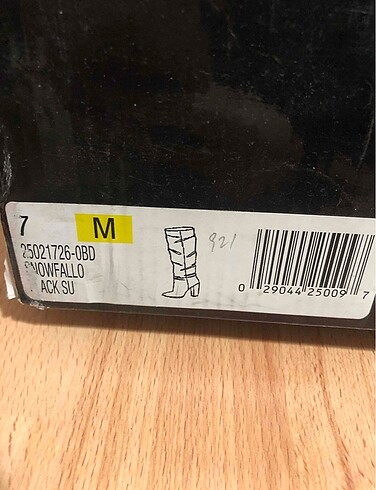 7 M
25021726-0BD
SNOWFALLO
ACK SU
921
0 29044 25009 7